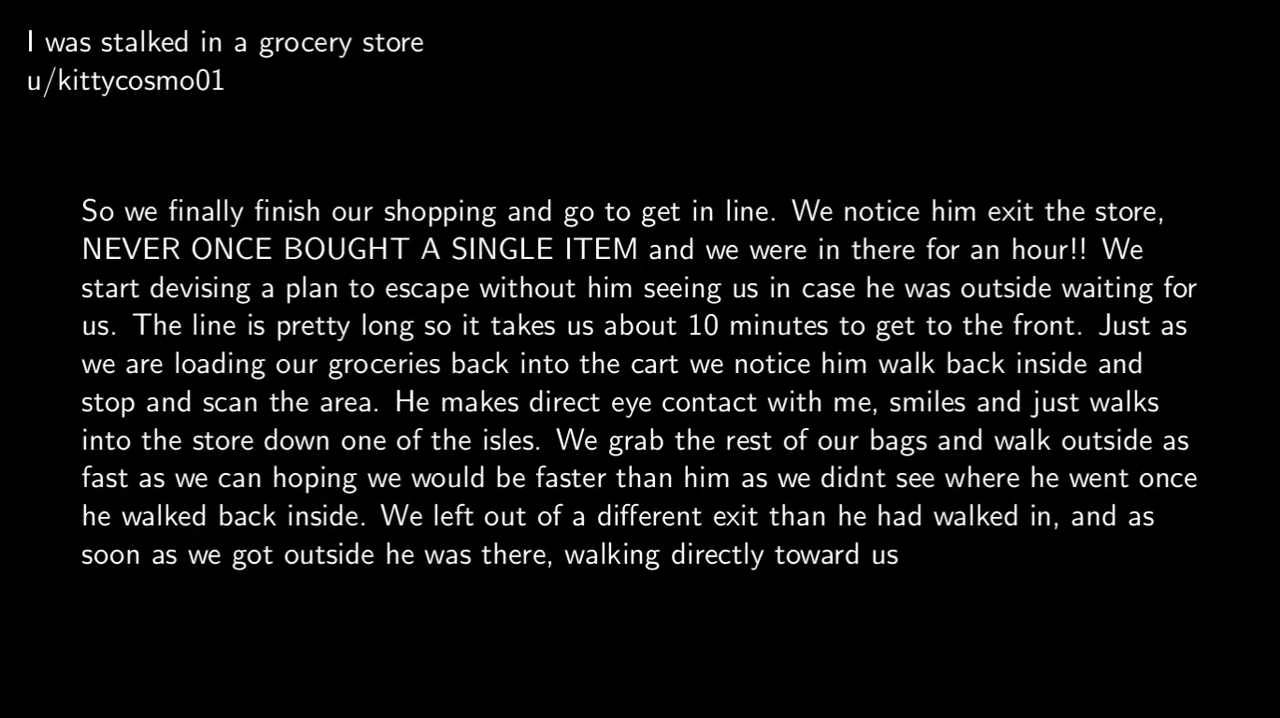 I was stalked in a grocery store
u/kittycosmo01
So we finally finish our shopping and go to get in line. We notice him exit the store,
NEVER ONCE BOUGHT A SINGLE ITEM and we were in there for an hour!! We
start devising a plan to escape without him seeing us in case he was outside waiting for
us. The line is pretty long so it takes us about 10 minutes to get to the front. Just as
we are loading our groceries back into the cart we notice him walk back inside and
stop and scan the area. He makes direct eye contact with me, smiles and just walks
into the store down one of the isles. We grab the rest of our bags and walk outside as
fast as we can hoping we would be faster than him as we didnt see where he went once
he walked back inside. We left out of a different exit than he had walked in, and as
soon as we got outside he was there, walking directly toward us